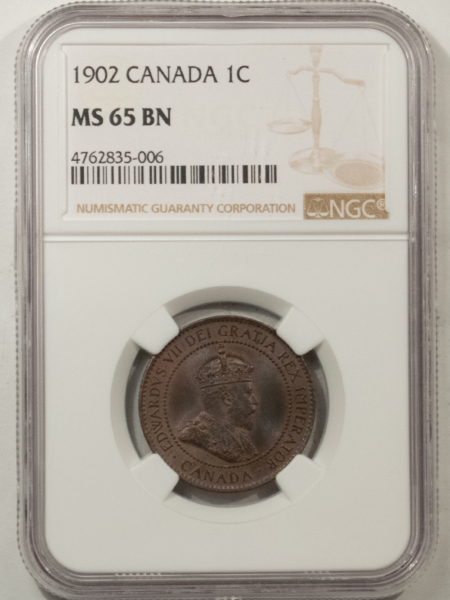 1902 CANADA 1C
MS 65 BN
4762835-006
NUMISMATIC GUARANTY CORPORATION
NGC®
EDWARDVS VII DEI GRATIA REX IMPERATOR
CANADA